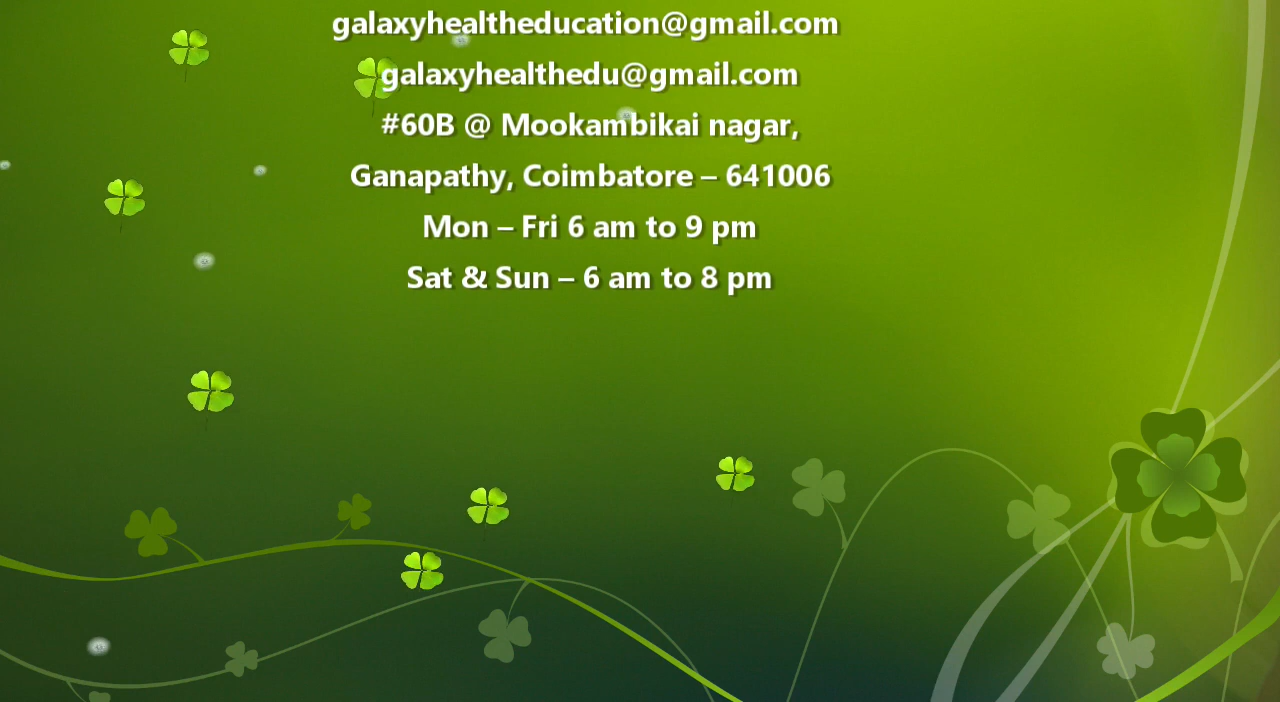 galaxyhealtheducation@gmail.com
galaxyhealthedu@gmail.com
#60B @ Mookambikai nagar,
Ganapathy, Coimbatore – 641006
Mon – Fri 6 am to 9 pm
Sat & Sun – 6 am to 8 pm